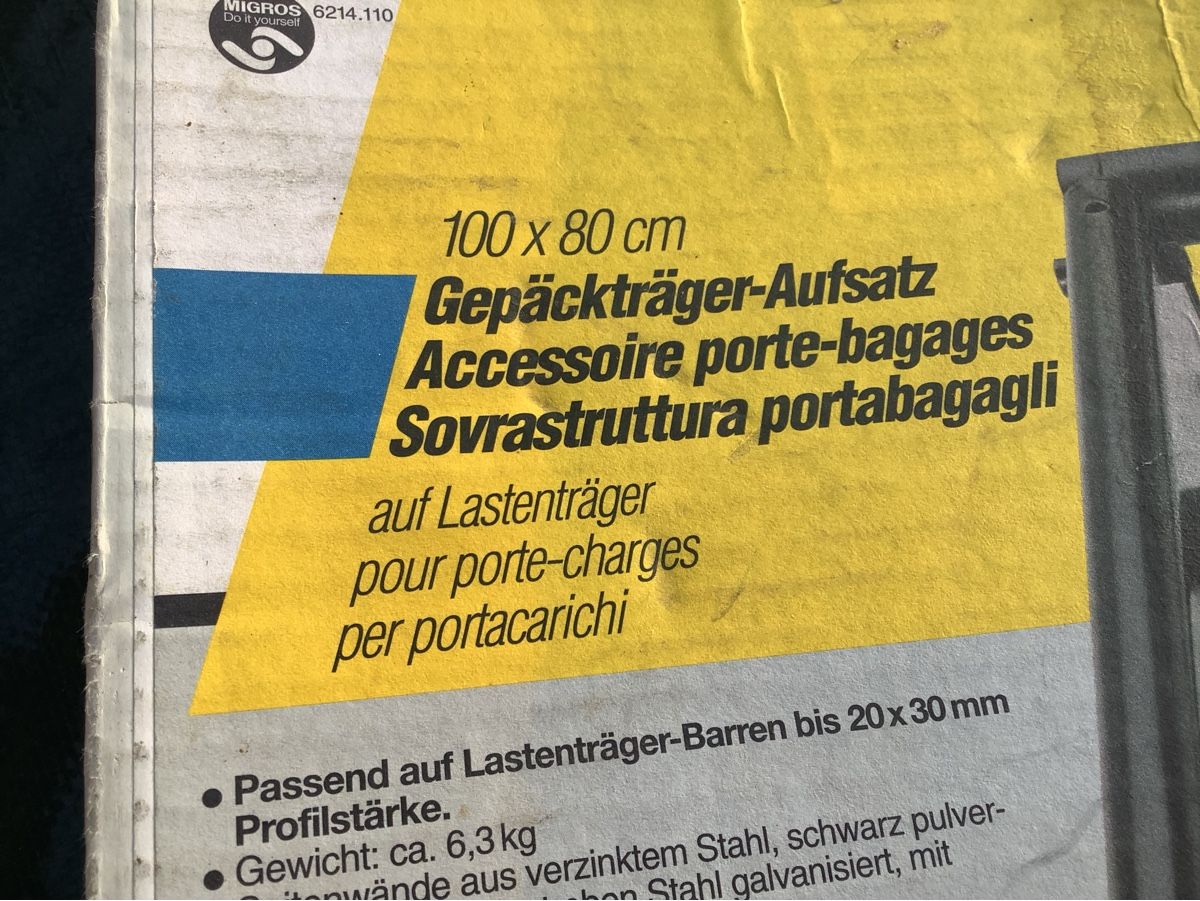 MIGROS
Do it yourself
6214.110
100 x 80 cm
Gepäckträger-Aufsatz
Accessoire porte-bagages
Sovrastruttura portabagagli
auf Lastenträger
pour porte-charges
per portacarichi
• Passend auf Lastenträger-Barren bis 20 x 30 mm
Profilstärke.
• Gewicht: ca. 6,3 kg
aus verzinktem Stahl, schwarz pulver-
Stahl galvanisiert, mit